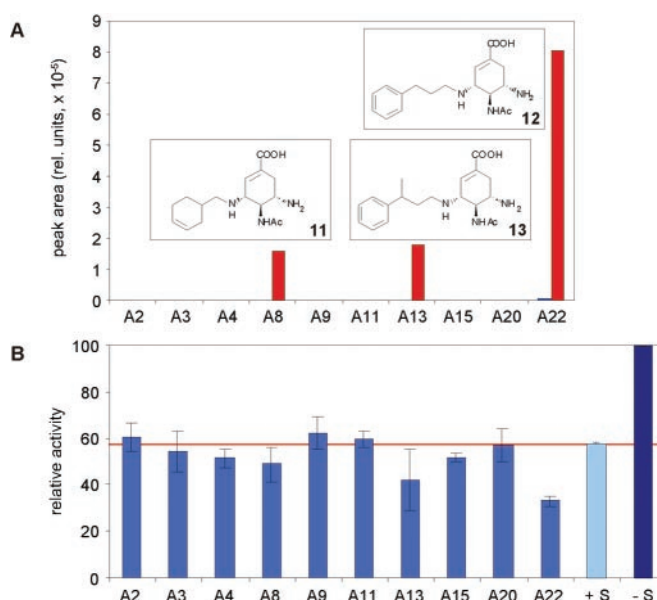 A
peak area (rel. units, x 10⁻⁵)
9
8
7
6
5
4
3
2
1
0
COOH
N
H
NH₂
NHAc
12
COOH
N
H
NH₂
NHAc
11
COOH
N
H
NH₂
NHAc
13
A2 A3 A4 A8 A9 A11 A13 A15 A20 A22
B
relative activity
100
80
60
40
20
0
A2 A3 A4 A8 A9 A11 A13 A15 A20 A22 + S - S